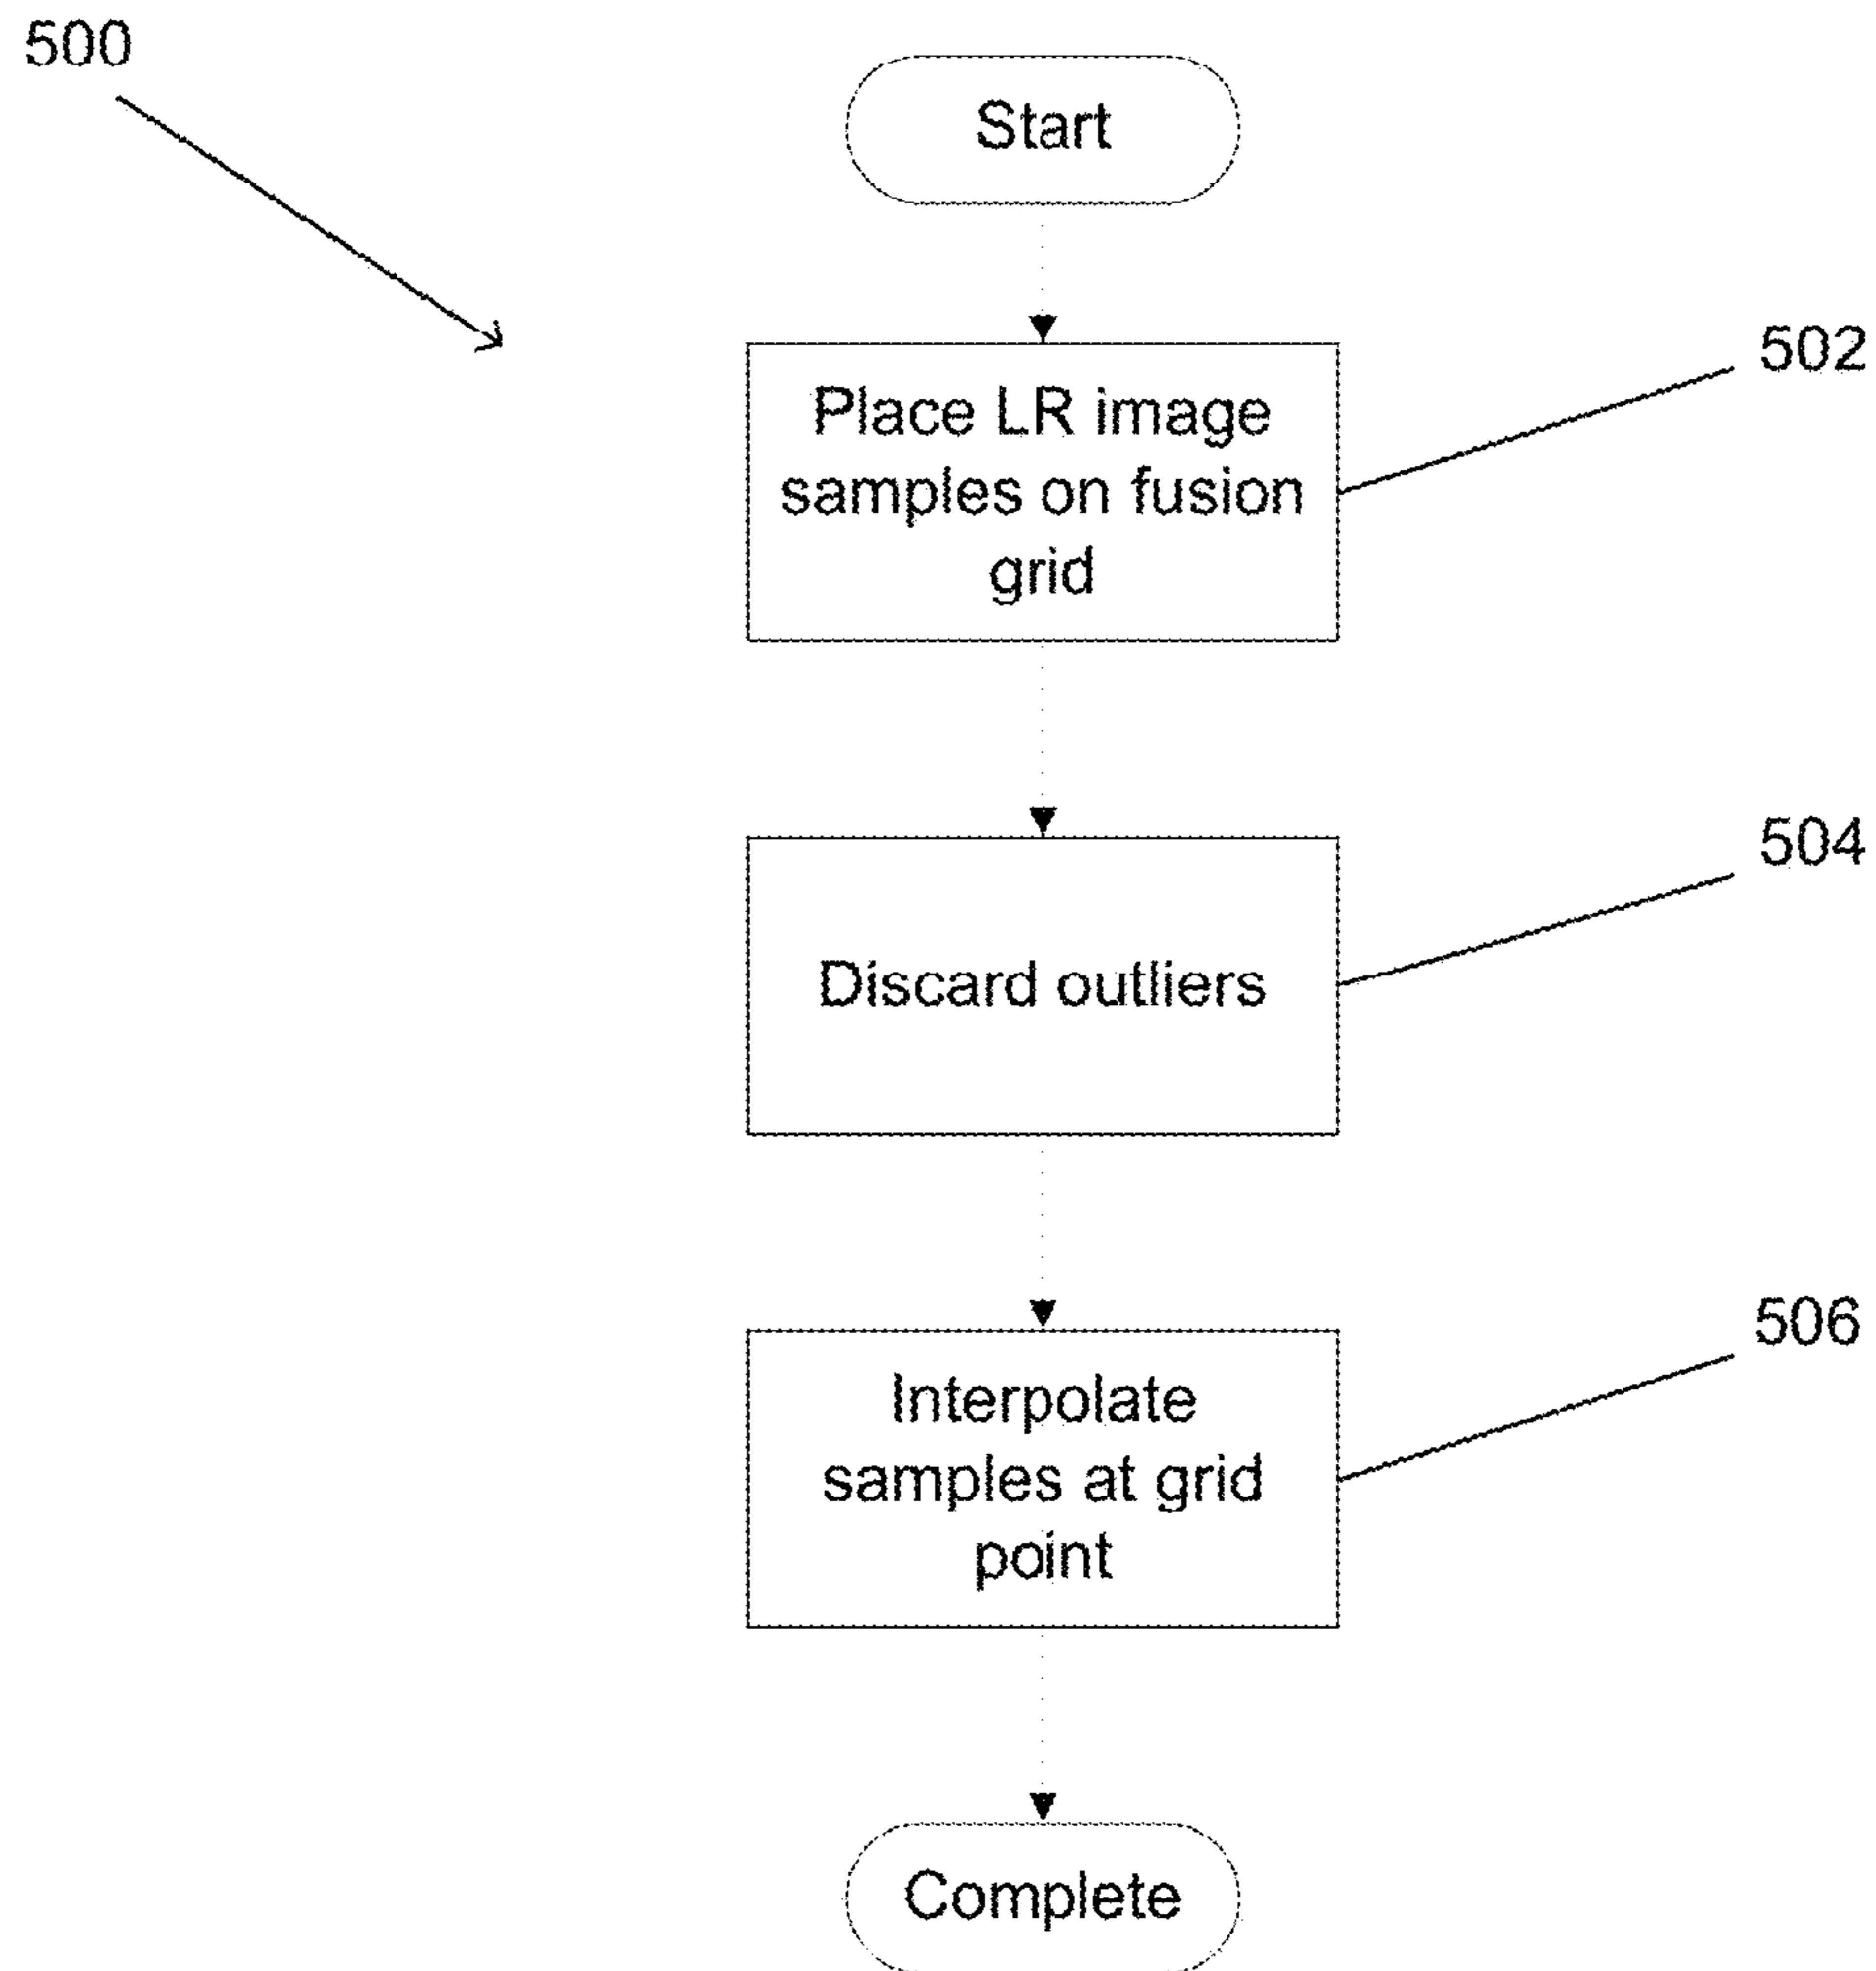 500
Start
Place LR image
samples on fusion
grid
502
Discard outliers
504
Interpolate
samples at grid
point
506
Complete